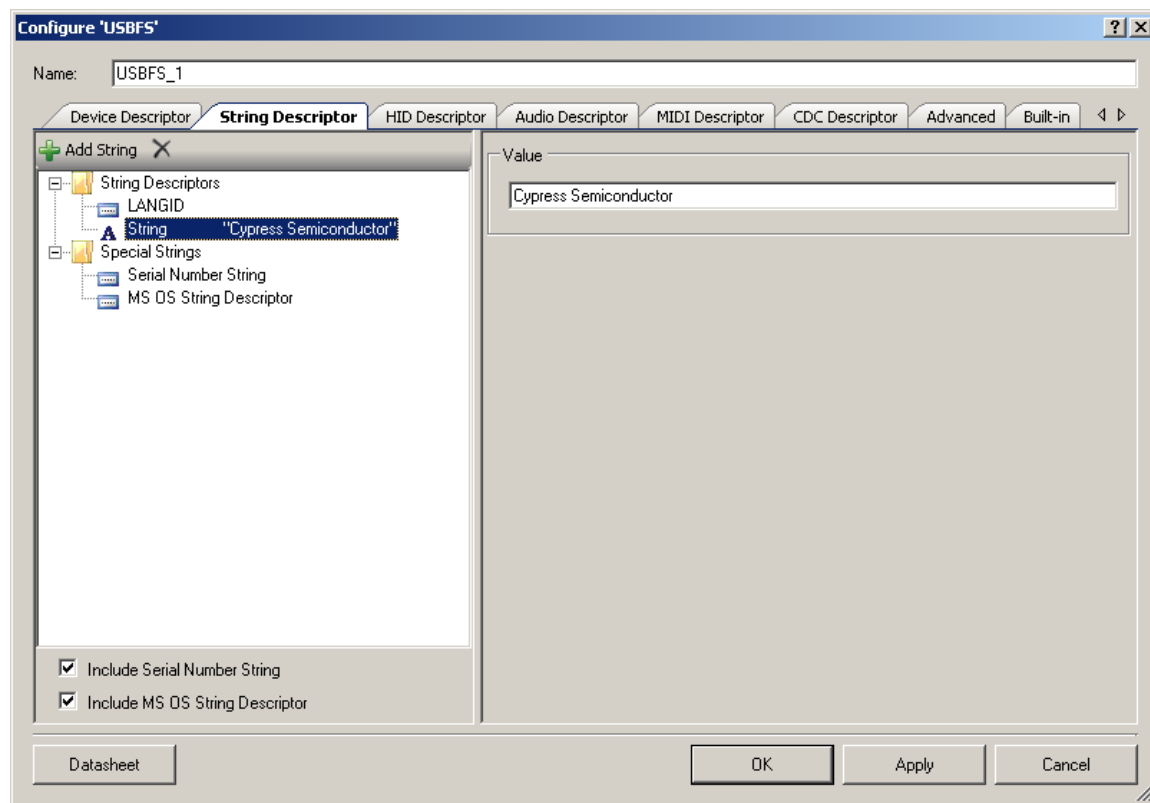 Configure 'USBFS'
Name: USBFS_1
Device Descriptor String Descriptor HID Descriptor Audio Descriptor MIDI Descriptor CDC Descriptor Advanced Built-in
Add String
String Descriptors
LANGID
String "Cypress Semiconductor"
Special Strings
Serial Number String
MS OS String Descriptor
Include Serial Number String
Include MS OS String Descriptor
Value
Cypress Semiconductor
Datasheet OK Apply Cancel